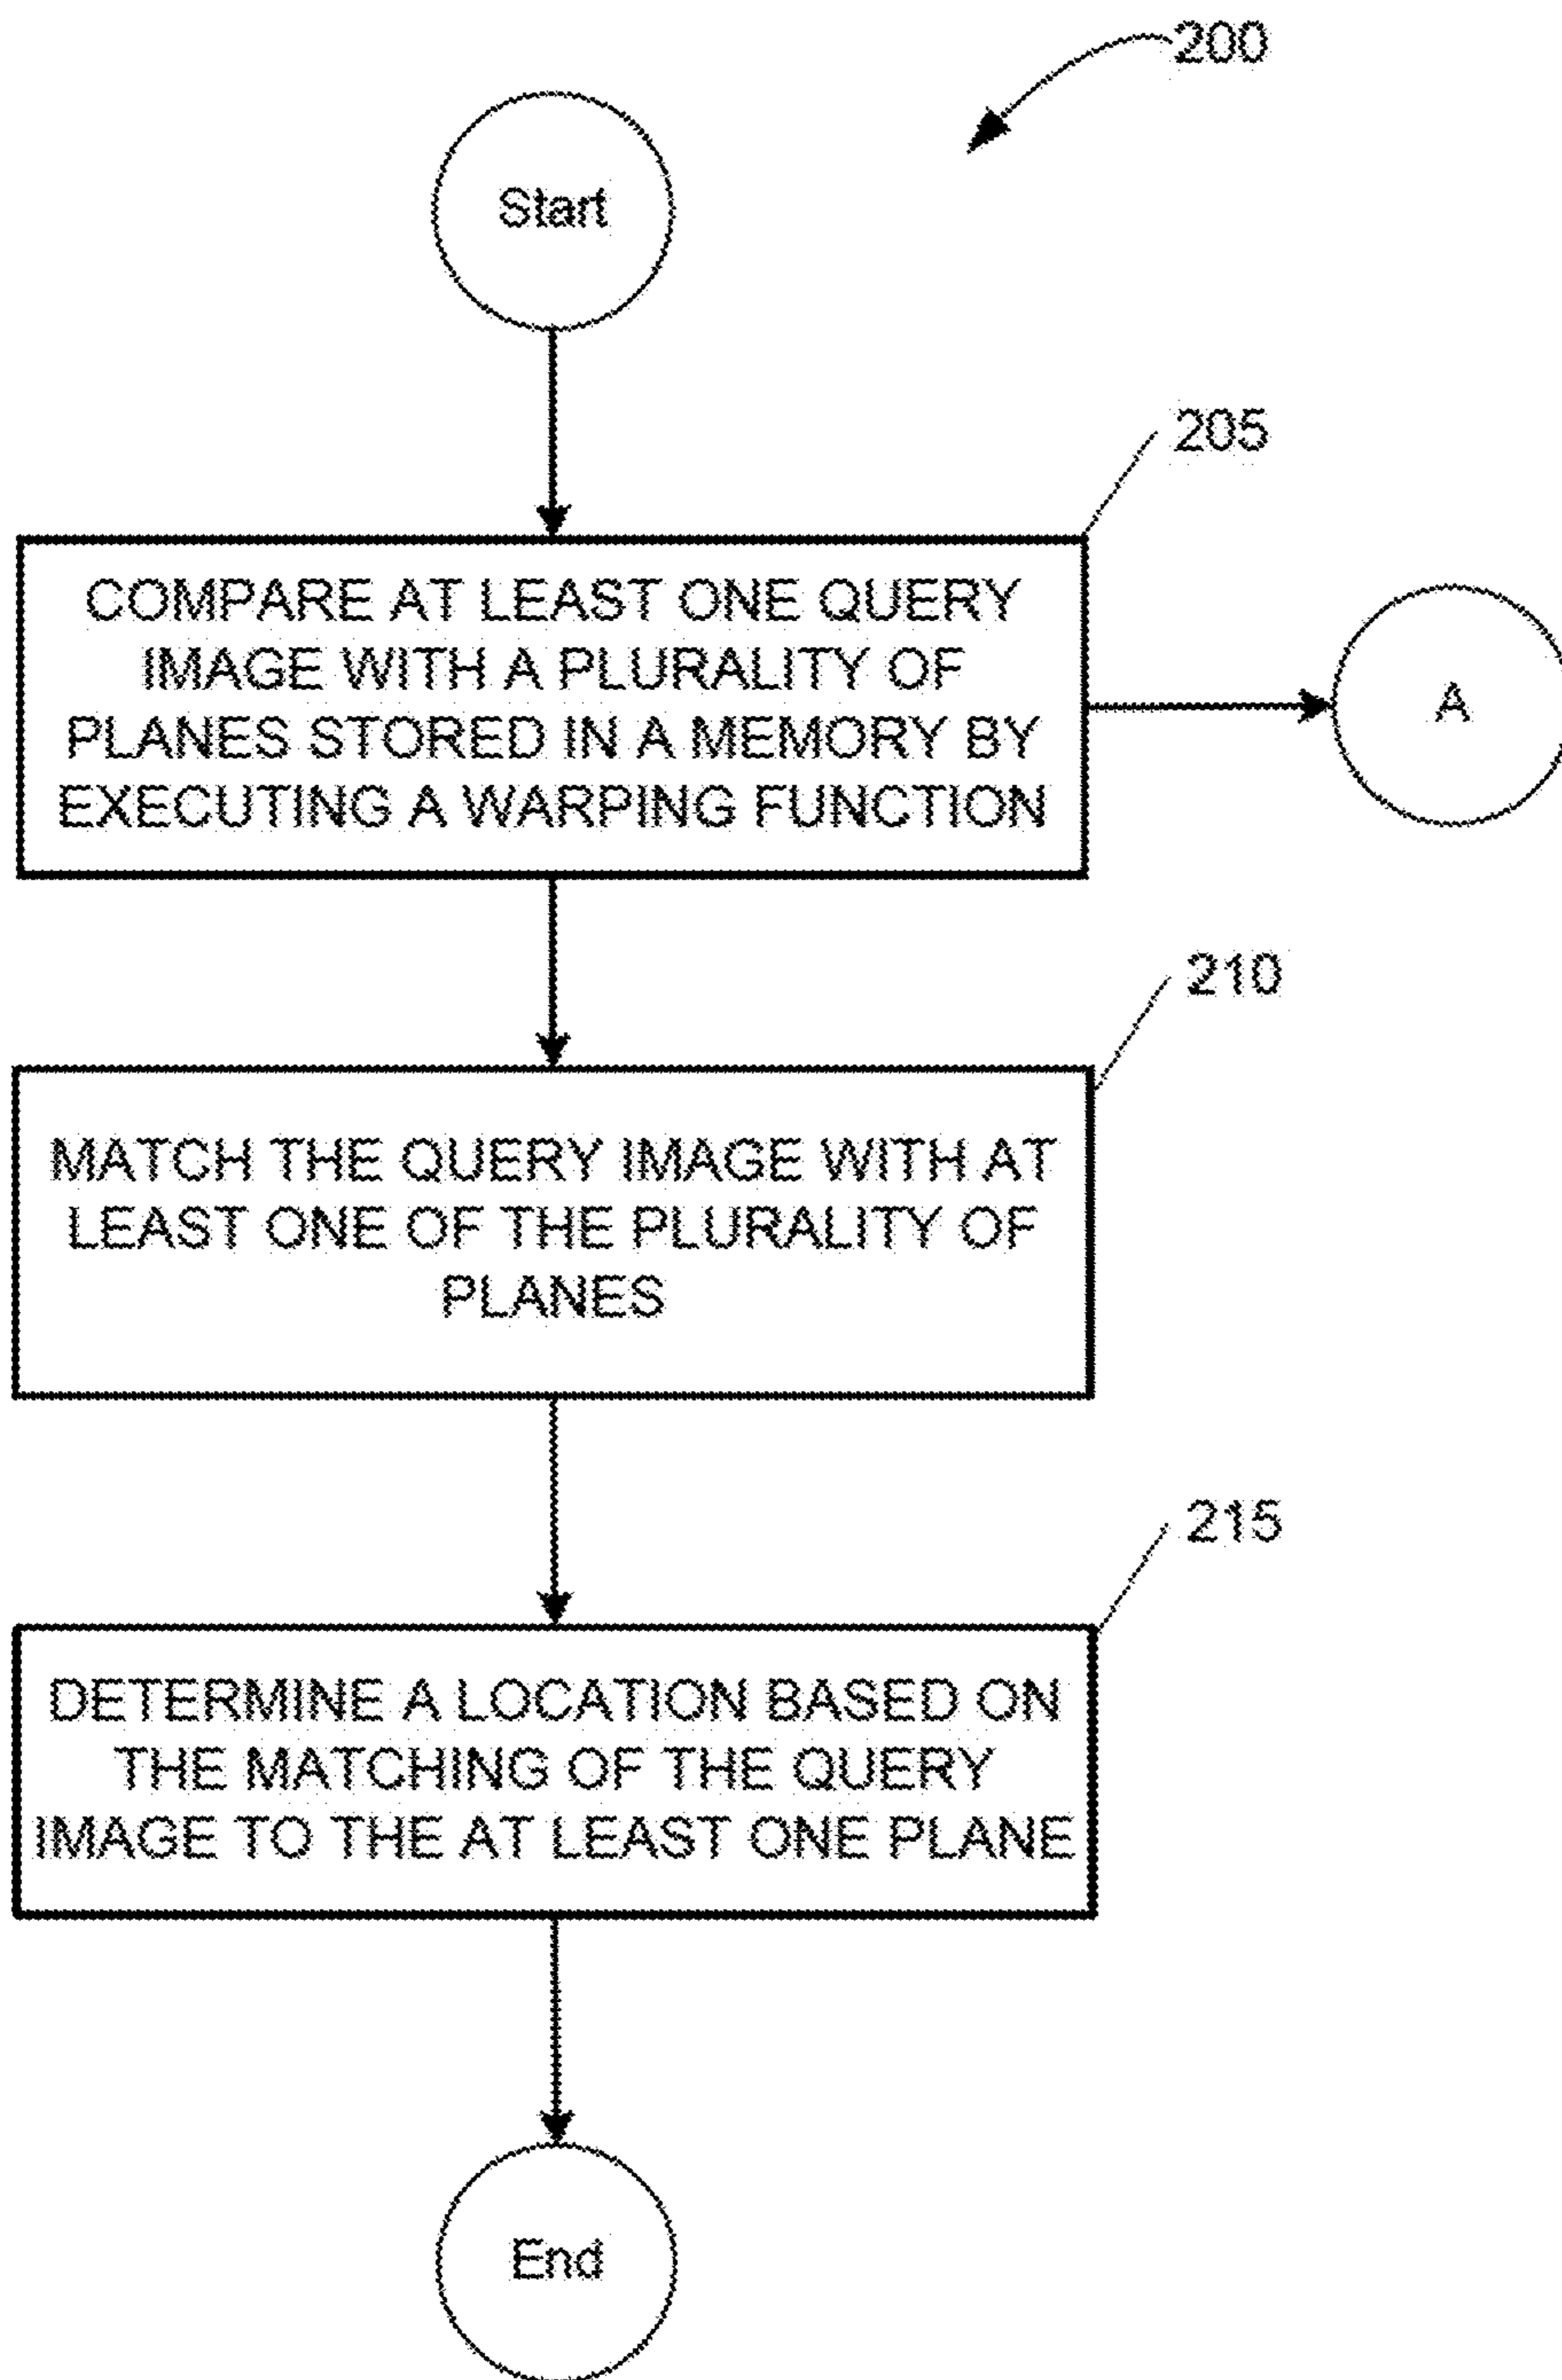 200
Start
205
COMPARE AT LEAST ONE QUERY
IMAGE WITH A PLURALITY OF
PLANES STORED IN A MEMORY BY
EXECUTING A WARPING FUNCTION
A
210
MATCH THE QUERY IMAGE WITH AT
LEAST ONE OF THE PLURALITY OF
PLANES
215
DETERMINE A LOCATION BASED ON
THE MATCHING OF THE QUERY
IMAGE TO THE AT LEAST ONE PLANE
End